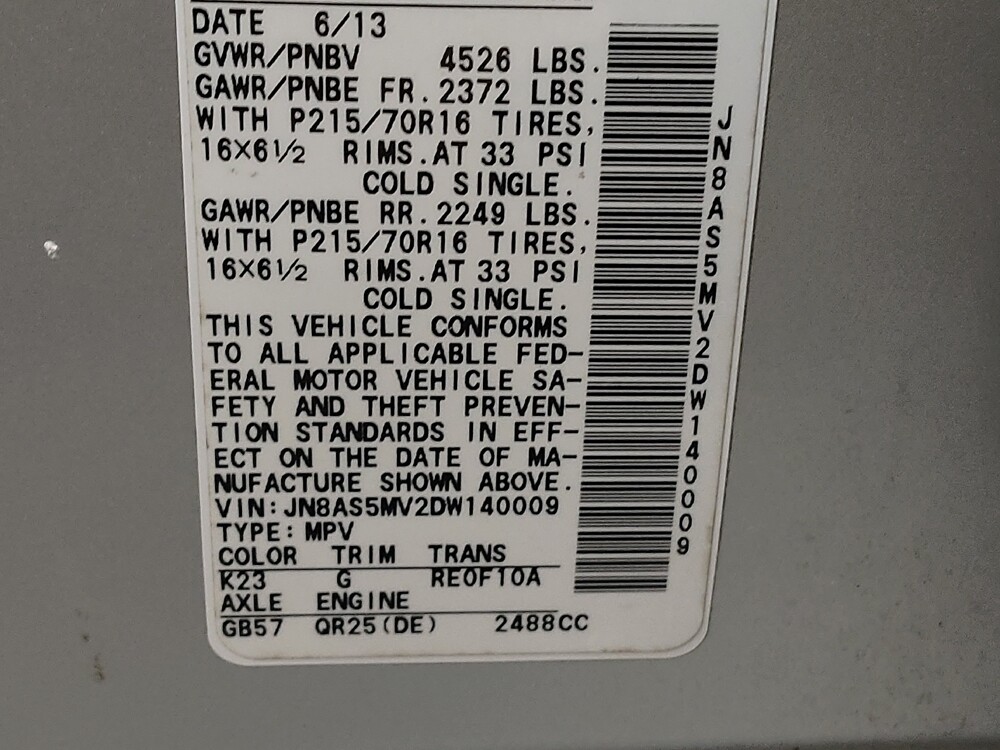 DATE 6/13
GVWR/PNBV 4526 LBS.
GAWR/PNBE FR. 2372 LBS.
WITH P215/70R16 TIRES,
16×6½ RIMS. AT 33 PSI
COLD SINGLE.
GAWR/PNBE RR. 2249 LBS.
WITH P215/70R16 TIRES,
16×6½ RIMS. AT 33 PSI
COLD SINGLE.
THIS VEHICLE CONFORMS
TO ALL APPLICABLE FED-
ERAL MOTOR VEHICLE SA-
FETY AND THEFT PREVEN-
TION STANDARDS IN EFF-
ECT ON THE DATE OF MA-
NUFACTURE SHOWN ABOVE.
VIN:JN8AS5MV2DW140009
TYPE: MPV
COLOR TRIM TRANS
K23 G RE0F10A
AXLE ENGINE
GB57 QR25(DE) 2488CC
JN8AS5MV2DW140009